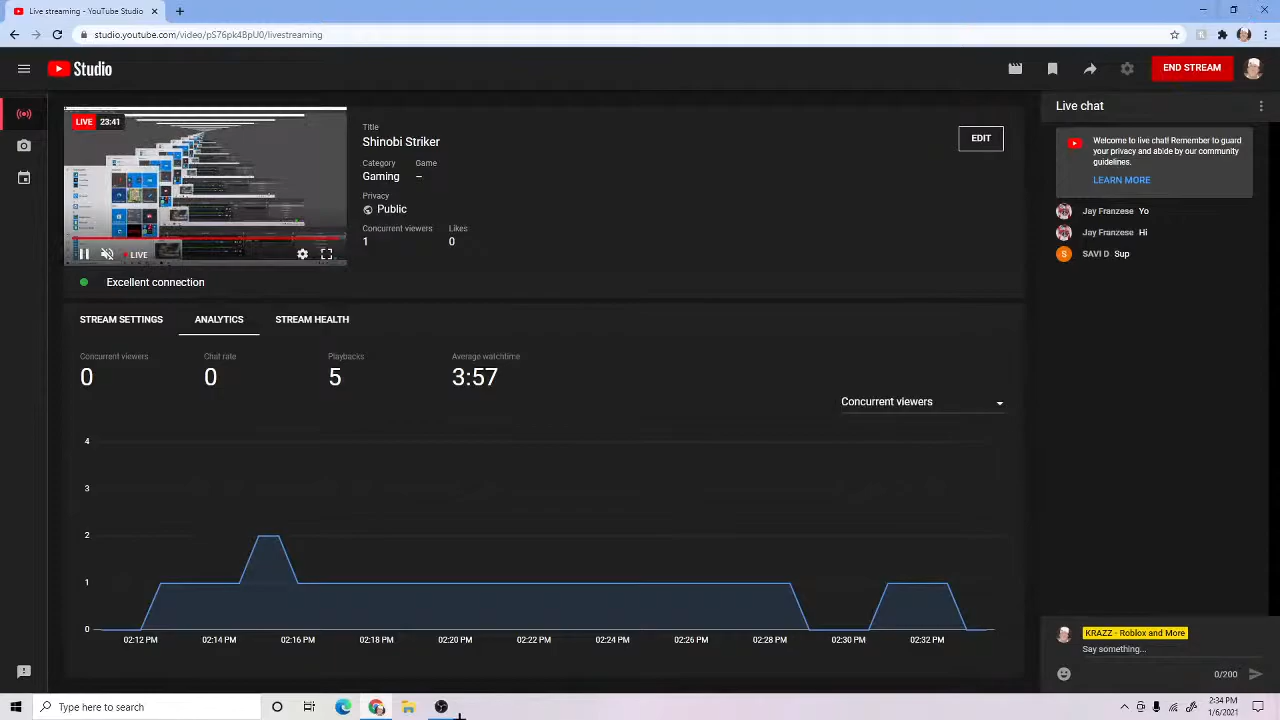 Live streaming - YouTube Studio
studio.youtube.com/video/pS76pk4BpU0/livestreaming
Studio
END STREAM
LIVE 23:41
LIVE
Excellent connection
Title
Shinobi Striker
Category Game
Gaming –
Privacy
Public
Concurrent viewers Likes
1 0
EDIT
STREAM SETTINGS ANALYTICS STREAM HEALTH
Concurrent viewers Chat rate Playbacks Average watchtime
0 0 5 3:57
Concurrent viewers
4
3
2
1
0
02:12 PM 02:14 PM 02:16 PM 02:18 PM 02:20 PM 02:22 PM 02:24 PM 02:26 PM 02:28 PM 02:30 PM 02:32 PM
Live chat
Welcome to live chat! Remember to guard
your privacy and abide by our community
guidelines.
LEARN MORE
Jay Franzese Yo
Jay Franzese Hi
S SAVI D Sup
KRAZZ - Roblox and More
Say something...
0/200
Type here to search
2:34 PM
1/6/2021